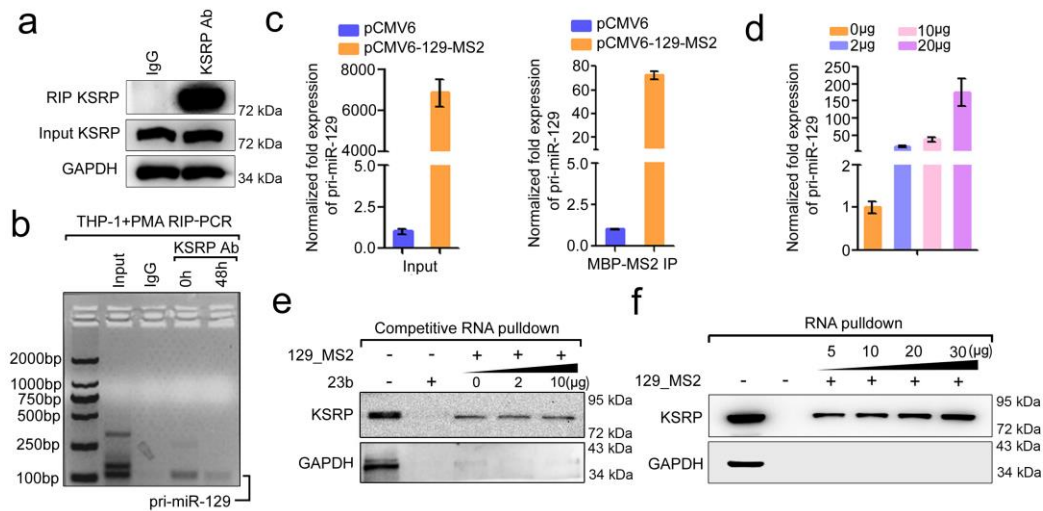 a
IgG
KSRP Ab
RIP KSRP
72 kDa
Input KSRP
72 kDa
GAPDH
34 kDa
b
THP-1+PMA RIP-PCR
KSRP Ab
Input
IgG
0h
48h
2000bp
1000bp
750bp
500bp
250bp
100bp
pri-miR-129
c
pCMV6
pCMV6-129-MS2
Normalized fold expression
of pri-miR-129
8000
6000
4000
5.0
2.5
0.0
Input
pCMV6
pCMV6-129-MS2
Normalized fold expression
of pri-miR-129
80
60
40
20
5.0
2.5
0.0
MBP-MS2 IP
d
0µg
10µg
2µg
20µg
Normalized fold expression
of pri-miR-129
250
200
150
100
50
2
1
0
e
Competitive RNA pulldown
129_MS2 - - + + +
23b - + 0 2 10(µg)
KSRP
95 kDa
72 kDa
GAPDH
43 kDa
34 kDa
f
RNA pulldown
5 10 20 30(µg)
129_MS2 - - + + + +
KSRP
95 kDa
72 kDa
GAPDH
43 kDa
34 kDa